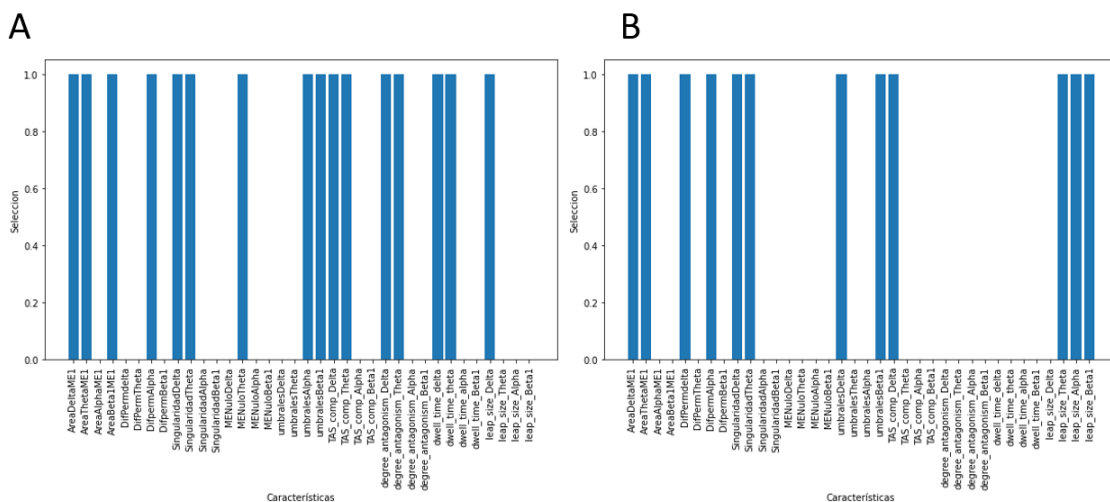 A
B
1.0
0.8
0.6
0.4
0.2
0.0
Seleccion
AreaDeltaME1
AreaThetaME1
AreaAlphaME1
AreaBeta1ME1
DifPermdelta
DifPermTheta
DifpermAlpha
DifpermBeta1
SingularidadDelta
SingularidadTheta
SingularidadAlpha
SingularidadBeta1
MENuloDelta
MENuloTheta
MENuloAlpha
MENuloBeta1
umbralesDelta
umbralesTheta
umbralesAlpha
umbralesBeta1
TAS_comp_Delta
TAS_comp_Theta
TAS_comp_Alpha
TAS_comp_Beta1
degree_antagonism_Delta
degree_antagonism_Theta
degree_antagonism_Alpha
degree_antagonism_Beta1
dwell_time_delta
dwell_time_theta
dwell_time_alpha
dwell_time_Beta1
leap_size_Delta
leap_size_Theta
leap_size_Alpha
leap_size_Beta1
Características
1.0
0.8
0.6
0.4
0.2
0.0
Seleccion
AreaDeltaME1
AreaThetaME1
AreaAlphaME1
AreaBeta1ME1
DifPermdelta
DifPermTheta
DifpermAlpha
DifpermBeta1
SingularidadDelta
SingularidadTheta
SingularidadAlpha
SingularidadBeta1
MENuloDelta
MENuloTheta
MENuloAlpha
MENuloBeta1
umbralesDelta
umbralesTheta
umbralesAlpha
umbralesBeta1
TAS_comp_Delta
TAS_comp_Theta
TAS_comp_Alpha
TAS_comp_Beta1
degree_antagonism_Delta
degree_antagonism_Theta
degree_antagonism_Alpha
degree_antagonism_Beta1
dwell_time_delta
dwell_time_theta
dwell_time_alpha
dwell_time_Beta1
leap_size_Delta
leap_size_Theta
leap_size_Alpha
leap_size_Beta1
Características